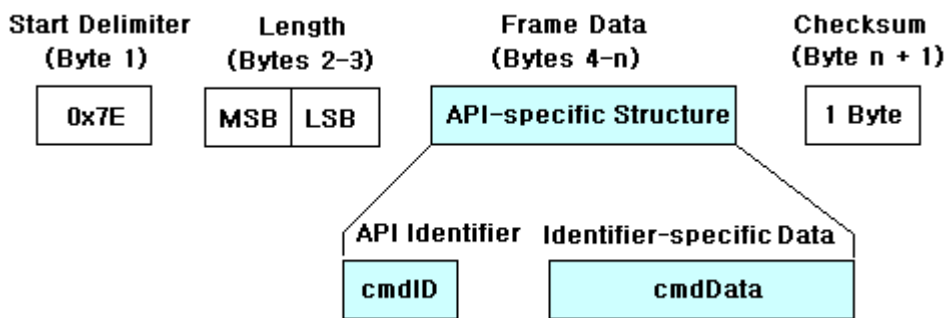 Start Delimiter
(Byte 1)
Length
(Bytes 2-3)
Frame Data
(Bytes 4-n)
Checksum
(Byte n + 1)
0x7E
MSB
LSB
API-specific Structure
1 Byte
API Identifier
Identifier-specific Data
cmdID
cmdData